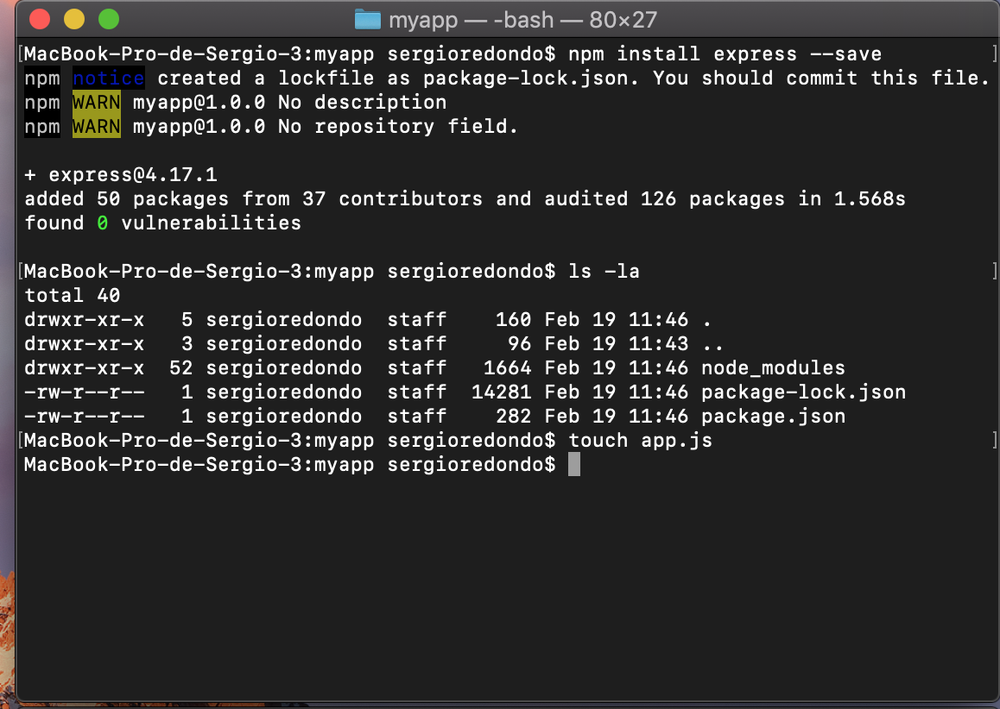 myapp — -bash — 80×27
[MacBook-Pro-de-Sergio-3:myapp sergioredondo$ npm install express --save ]
npm notice created a lockfile as package-lock.json. You should commit this file.
npm WARN myapp@1.0.0 No description
npm WARN myapp@1.0.0 No repository field.
+ express@4.17.1
added 50 packages from 37 contributors and audited 126 packages in 1.568s
found 0 vulnerabilities
[MacBook-Pro-de-Sergio-3:myapp sergioredondo$ ls -la ]
total 40
drwxr-xr-x   5 sergioredondo  staff    160 Feb 19 11:46 .
drwxr-xr-x   3 sergioredondo  staff     96 Feb 19 11:43 ..
drwxr-xr-x  52 sergioredondo  staff   1664 Feb 19 11:46 node_modules
-rw-r--r--   1 sergioredondo  staff  14281 Feb 19 11:46 package-lock.json
-rw-r--r--   1 sergioredondo  staff    282 Feb 19 11:46 package.json
[MacBook-Pro-de-Sergio-3:myapp sergioredondo$ touch app.js ]
MacBook-Pro-de-Sergio-3:myapp sergioredondo$